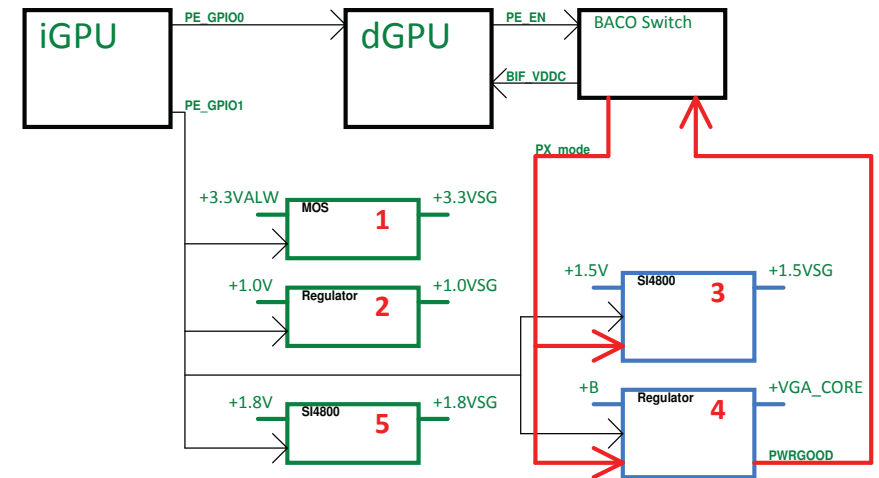 iGPU
PE_GPIO0
dGPU
PE_EN
BACO Switch
BIF_VDDC
PE_GPIO1
PX_mode
+3.3VALW
MOS
1
+3.3VSG
+1.0V
Regulator
2
+1.0VSG
+1.5V
SI4800
3
+1.5VSG
+1.8V
SI4800
5
+1.8VSG
+B
Regulator
4
+VGA_CORE
PWRGOOD